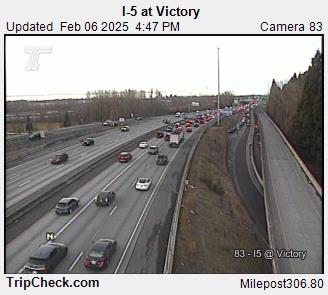 I-5 at Victory
Updated Feb 06 2025 4:47 PM Camera 83
N
83 - I5 @ Victory
TripCheck.com Milepost306.80